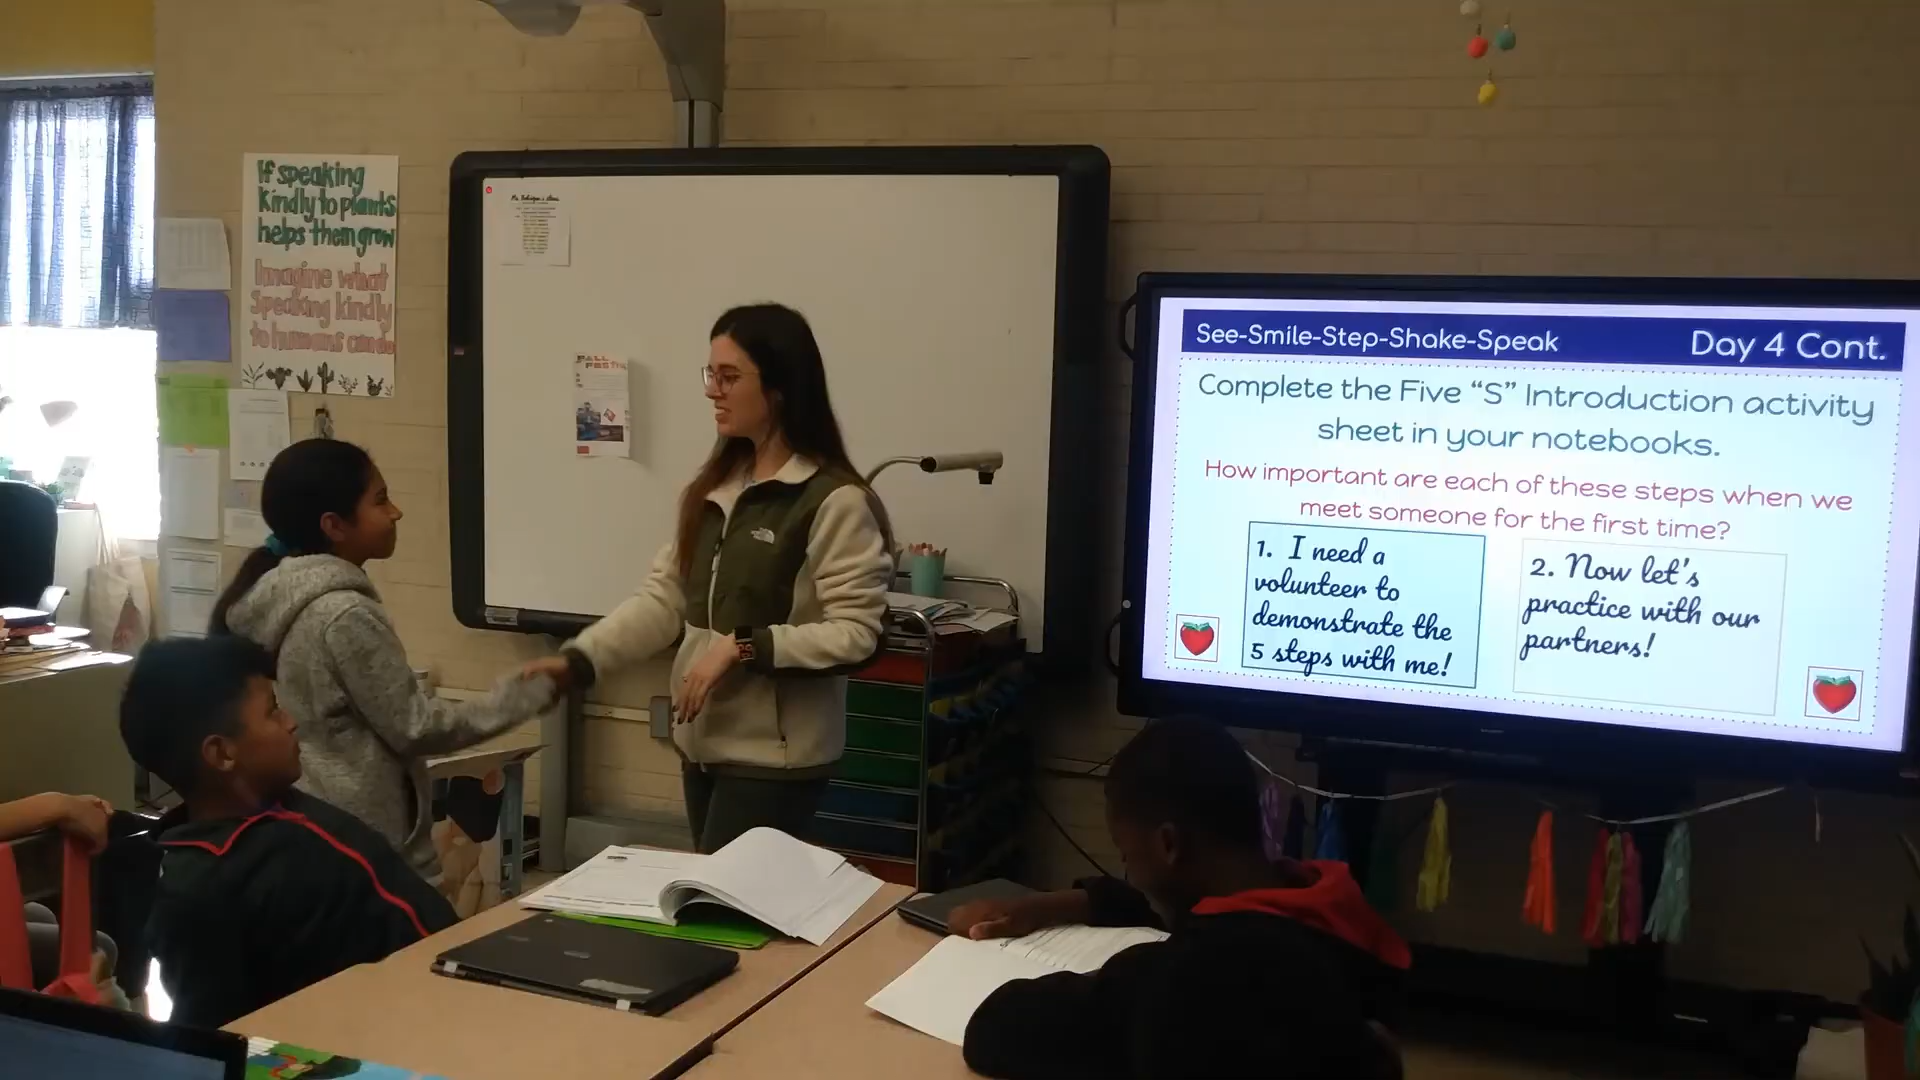 If speaking
kindly to plants
helps them grow
Imagine what
speaking kindly
to humans can do
FALL
See-Smile-Step-Shake-Speak
Day 4 Cont.
Complete the Five “S” Introduction activity
sheet in your notebooks.
How important are each of these steps when we
meet someone for the first time?
1. I need a
volunteer to
demonstrate the
5 steps with me!
2. Now let's
practice with our
partners!